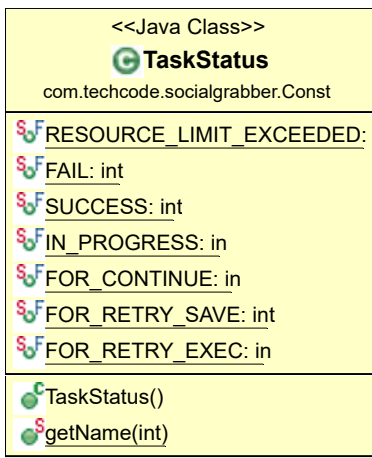 <<Java Class>>
TaskStatus
com.techcode.socialgrabber.Const
RESOURCE_LIMIT_EXCEEDED:
FAIL: int
SUCCESS: int
IN_PROGRESS: in
FOR_CONTINUE: in
FOR_RETRY_SAVE: int
FOR_RETRY_EXEC: in
TaskStatus()
getName(int)